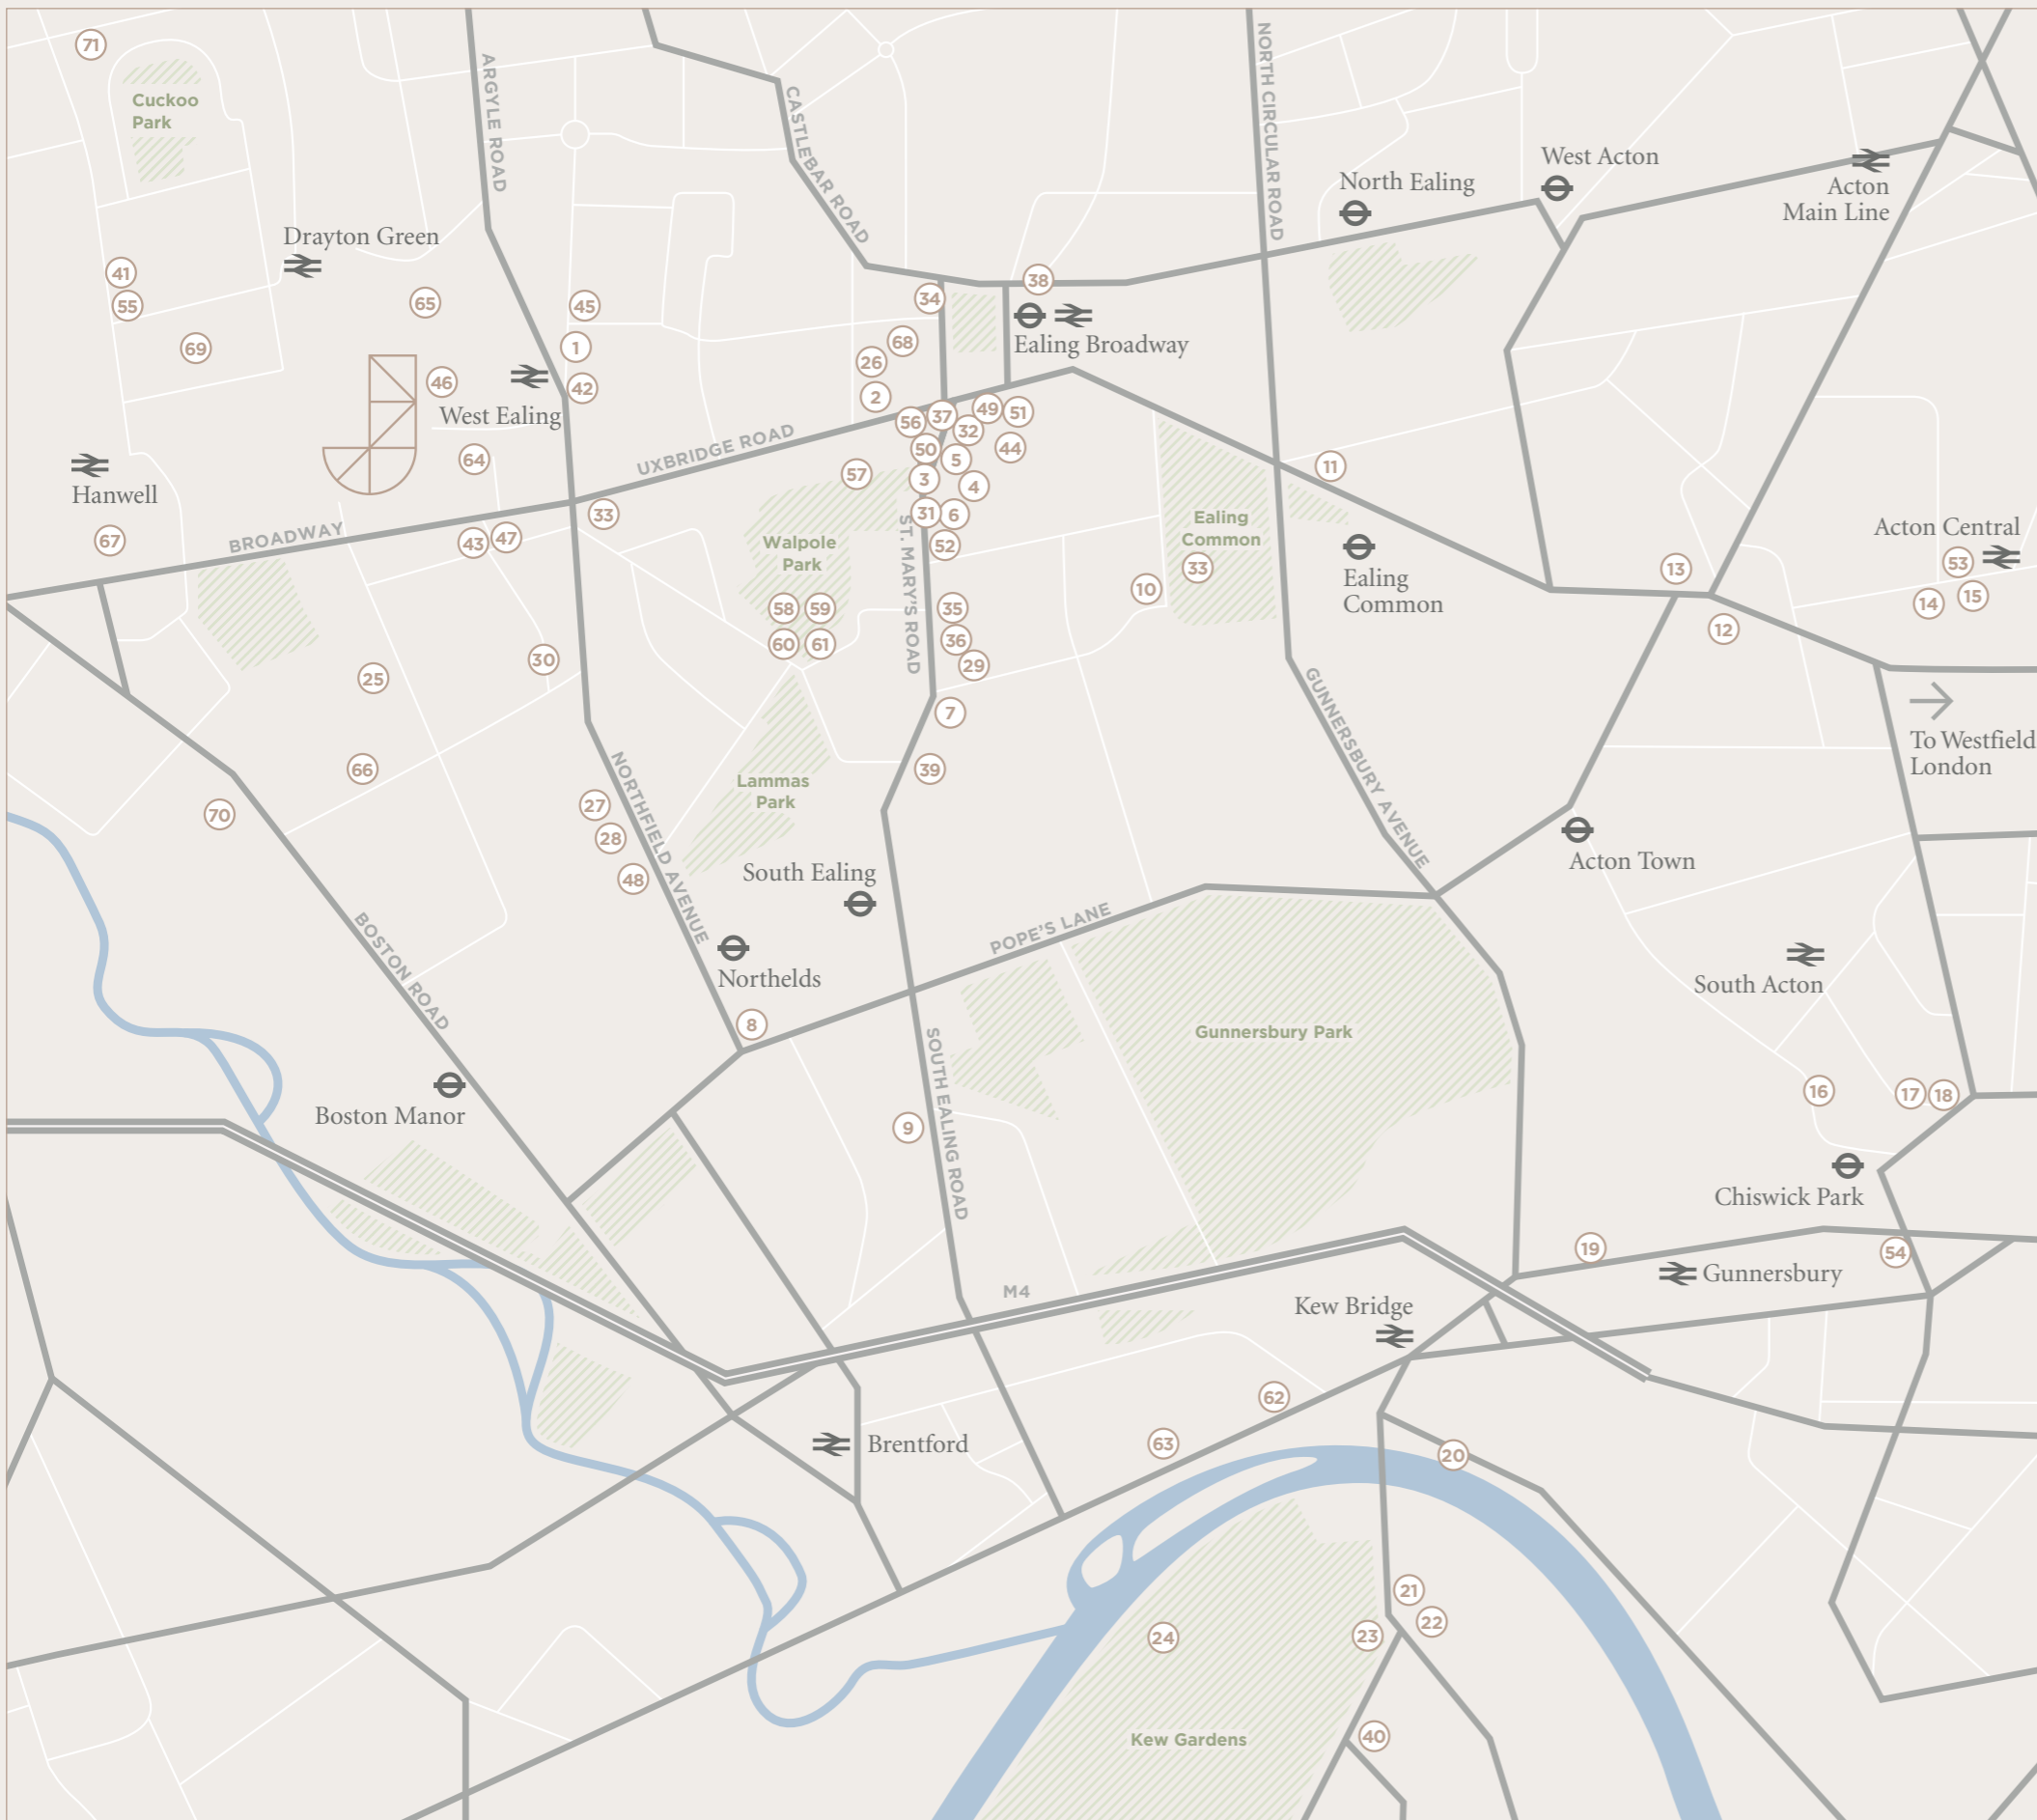 71
Cuckoo
Park
ARGYLE ROAD
CASTLEBAR ROAD
NORTH CIRCULAR ROAD
West Acton
North Ealing
Acton
Main Line
Drayton Green
41
55
65
45
34
38
69
1
68
26
Ealing Broadway
46
42
2
West Ealing
56
37
49
51
32
UXBRIDGE ROAD
50
5
44
64
57
3
4
11
Hanwell
33
31
6
Ealing
Common
67
BROADWAY
43
47
Walpole
Park
52
ST. MARY'S ROAD
33
10
Ealing
Common
13
Acton Central
53
14
15
58
59
35
12
60
61
36
29
30
25
7
GUNNERSBURY AVENUE
To Westfield
London
66
39
Lammas
Park
70
27
28
NORTHFIELD AVENUE
48
South Ealing
Acton Town
BOSTON ROAD
POPE'S LANE
Northelds
South Acton
8
Gunnersbury Park
Boston Manor
9
SOUTH EALING ROAD
16
17
18
Chiswick Park
19
54
M4
Gunnersbury
Kew Bridge
62
63
Brentford
20
21
22
23
24
40
Kew Gardens